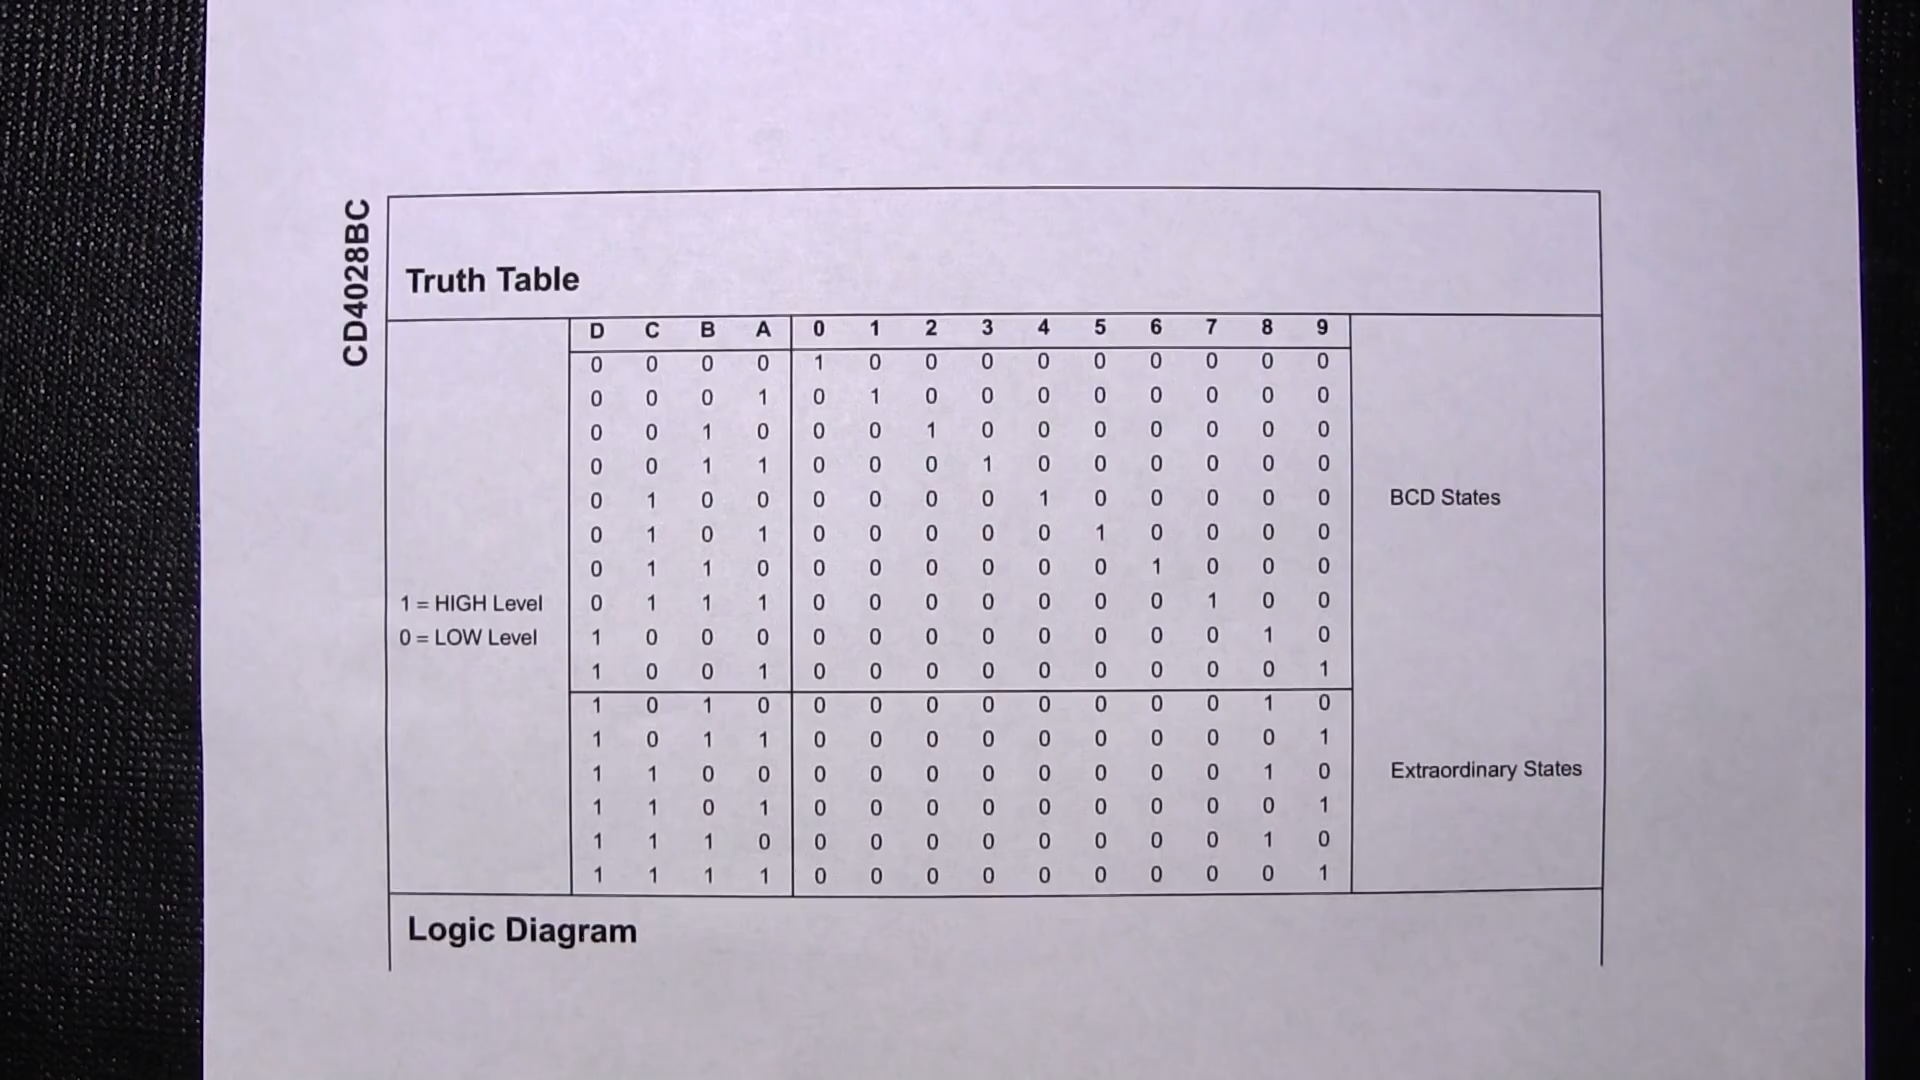 CD4028BC
Truth Table
D C B A 0 1 2 3 4 5 6 7 8 9
0 0 0 0 1 0 0 0 0 0 0 0 0 0
0 0 0 1 0 1 0 0 0 0 0 0 0 0
0 0 1 0 0 0 1 0 0 0 0 0 0 0
0 0 1 1 0 0 0 1 0 0 0 0 0 0
0 1 0 0 0 0 0 0 1 0 0 0 0 0 BCD States
0 1 0 1 0 0 0 0 0 1 0 0 0 0
0 1 1 0 0 0 0 0 0 0 1 0 0 0
1 = HIGH Level 0 1 1 1 0 0 0 0 0 0 0 1 0 0
0 = LOW Level 1 0 0 0 0 0 0 0 0 0 0 0 1 0
1 0 0 1 0 0 0 0 0 0 0 0 0 1
1 0 1 0 0 0 0 0 0 0 0 0 1 0
1 0 1 1 0 0 0 0 0 0 0 0 0 1
1 1 0 0 0 0 0 0 0 0 0 0 1 0 Extraordinary States
1 1 0 1 0 0 0 0 0 0 0 0 0 1
1 1 1 0 0 0 0 0 0 0 0 0 1 0
1 1 1 1 0 0 0 0 0 0 0 0 0 1
Logic Diagram